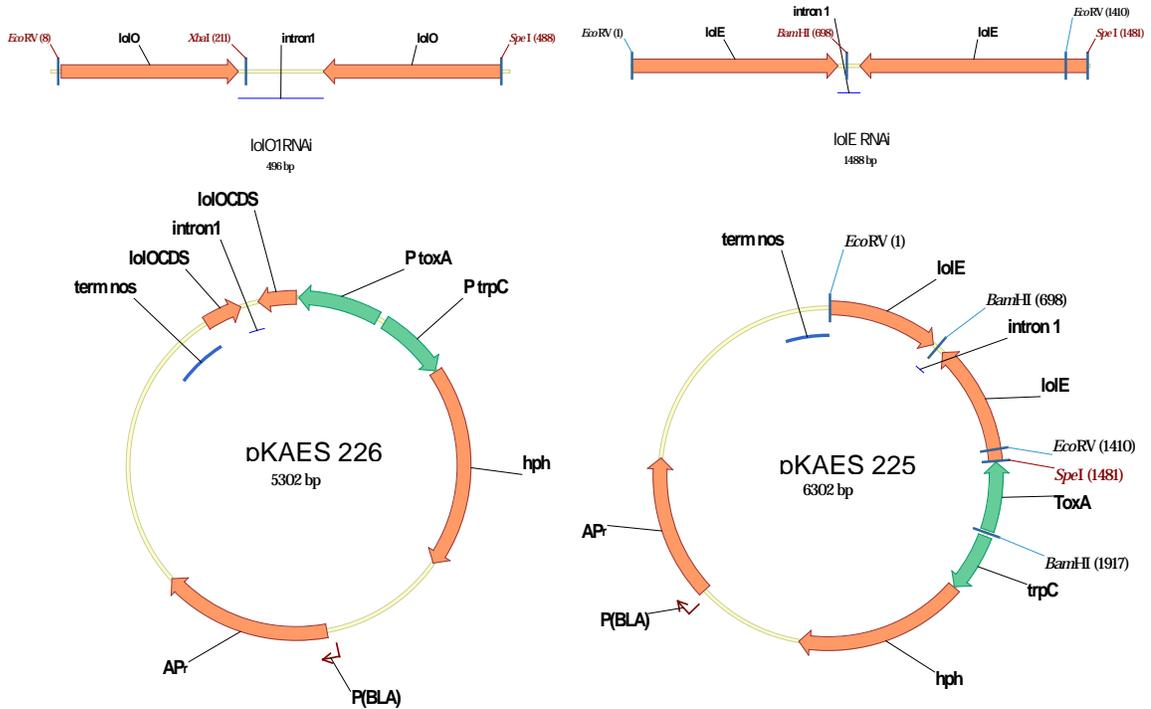 EcoRV (8)
lolO
XbaI (211)
intron1
lolO
SpeI (488)
lolO1RNAi
496 bp
EcoRV (1)
lolE
intron 1
BamHI (698)
lolE
EcoRV (1410)
SpeI (1481)
lolE RNAi
1488 bp
lolOCDS
intron1
lolOCDS
term nos
P toxA
P trpC
hph
P(BLA)
APr
pKAES 226
5302 bp
term nos
EcoRV (1)
lolE
BamHI (698)
intron 1
lolE
EcoRV (1410)
SpeI (1481)
ToxA
BamHI (1917)
trpC
hph
P(BLA)
APr
pKAES 225
6302 bp